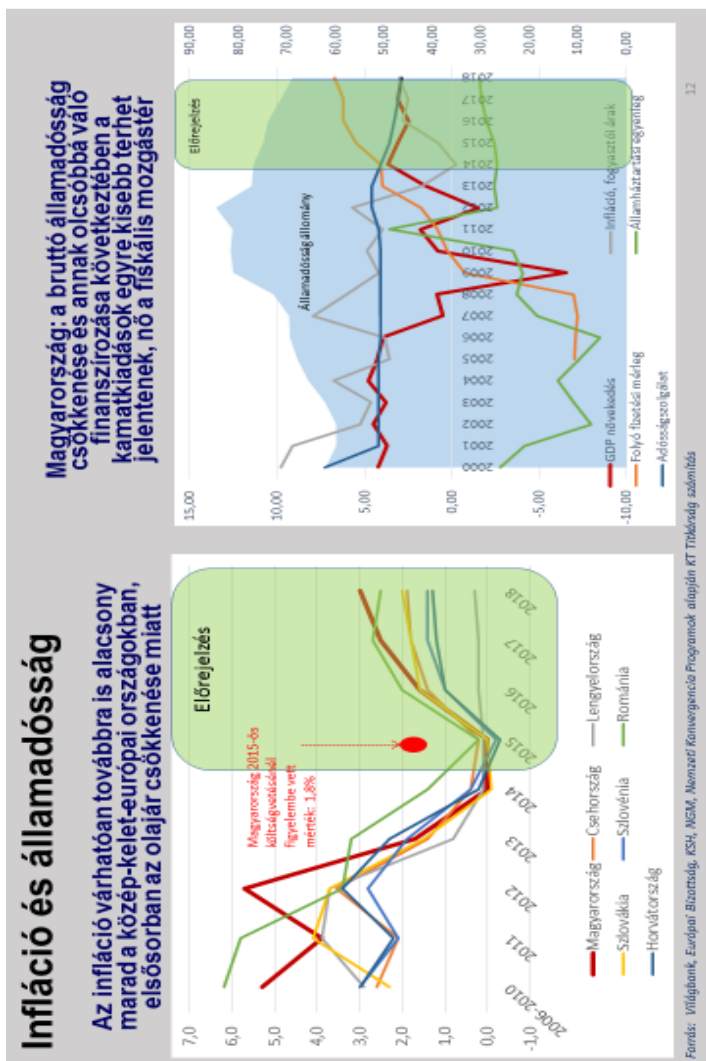 Infláció és államadósság
Az infláció várhatóan továbbra is alacsony
marad a közép-kelet-európai országokban,
elsősorban az olajár csökkenése miatt
7,0
6,0
5,0
4,0
3,0
2,0
1,0
0,0
Előrejelzés
Magyarország 2015-ös
költségvetésénél
figyelembe vett
mérték: 1,8%
2006-2010
2011
2012
2013
2014
2015
2016
2017
2018
Magyarország
Csehország
Lengyelország
Szlovákia
Szlovénia
Románia
Horvátország
Magyarország: a bruttó államadósság
csökkenése és annak olcsóbbá váló
finanszírozása következtében a
kamatkiadások egyre kisebb terhet
jelentenek, nő a fiskális mozgástér
15,00
10,00
5,00
0,00
-5,00
-10,00
90,00
80,00
70,00
60,00
50,00
40,00
30,00
20,00
10,00
0,00
Előrejelzés
Államadósságállomány
2000
2001
2002
2003
2004
2005
2006
2007
2008
2009
2010
2011
2012
2013
2014
2015
2016
2017
2018
GDP növekedés
Infláció, fogyasztói árak
Folyó fizetési mérleg
Államháztartási egyenleg
Adósságszolgálat
Forrás: Világbank, Európai Bizottság, KSH, NGM, Nemzeti Konvergencia Programok alapján KT Titkárság számítás
12